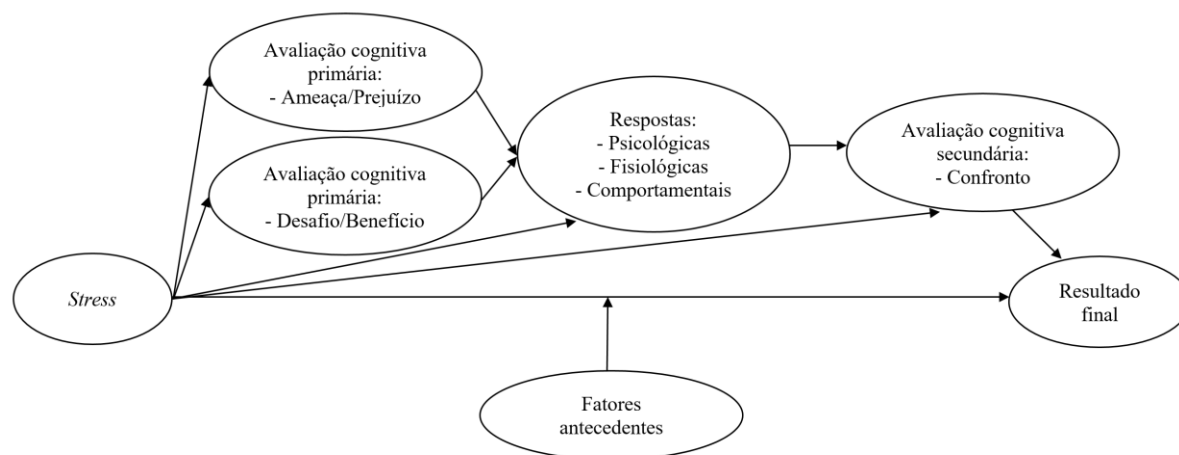 Avaliação cognitiva
primária:
- Ameaça/Prejuízo
Avaliação cognitiva
primária:
- Desafio/Benefício
Respostas:
- Psicológicas
- Fisiológicas
- Comportamentais
Avaliação cognitiva
secundária:
- Confronto
Stress
Resultado
final
Fatores
antecedentes